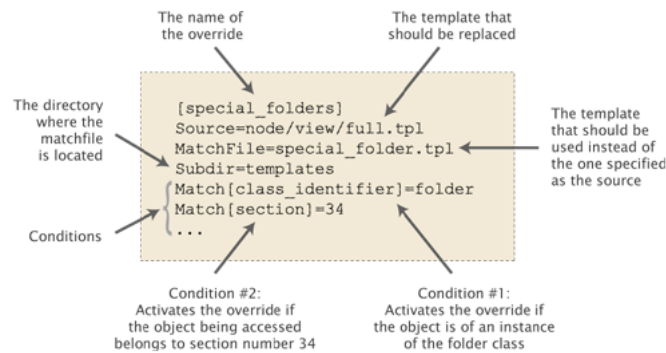 The name of
the override
The template that
should be replaced
The directory
where the
matchfile
is located
[special_folders]
Source=node/view/full.tpl
MatchFile=special_folder.tpl
Subdir=templates
Match[class_identifier]=folder
Match[section]=34
...
The template
that should be
used instead of
the one specified
as the source
Conditions
Condition #2:
Activates the override if
the object being accessed
belongs to section number 34
Condition #1:
Activates the override if
the object is of an instance
of the folder class